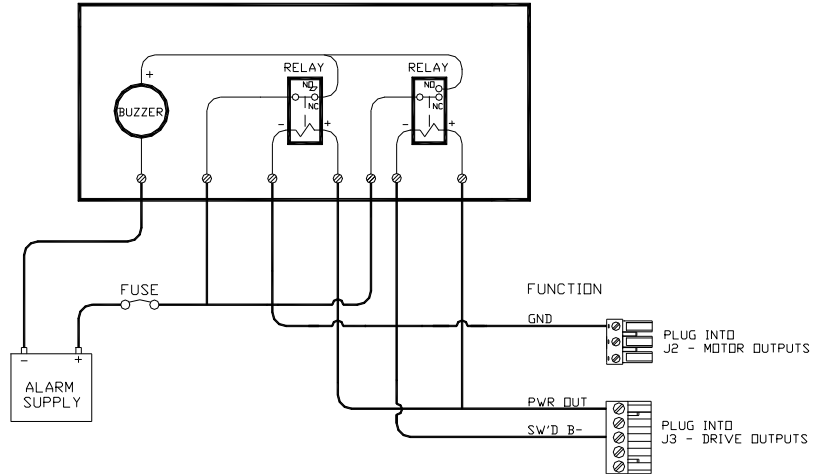 RELAY
RELAY
+
NO
NO
BUZZER
NC
NC
- +
- +
FUSE
FUNCTION
GND
PLUG INTO
J2 - MOTOR OUTPUTS
- +
ALARM
SUPPLY
PWR OUT
PLUG INTO
SW'D B-
J3 - DRIVE OUTPUTS